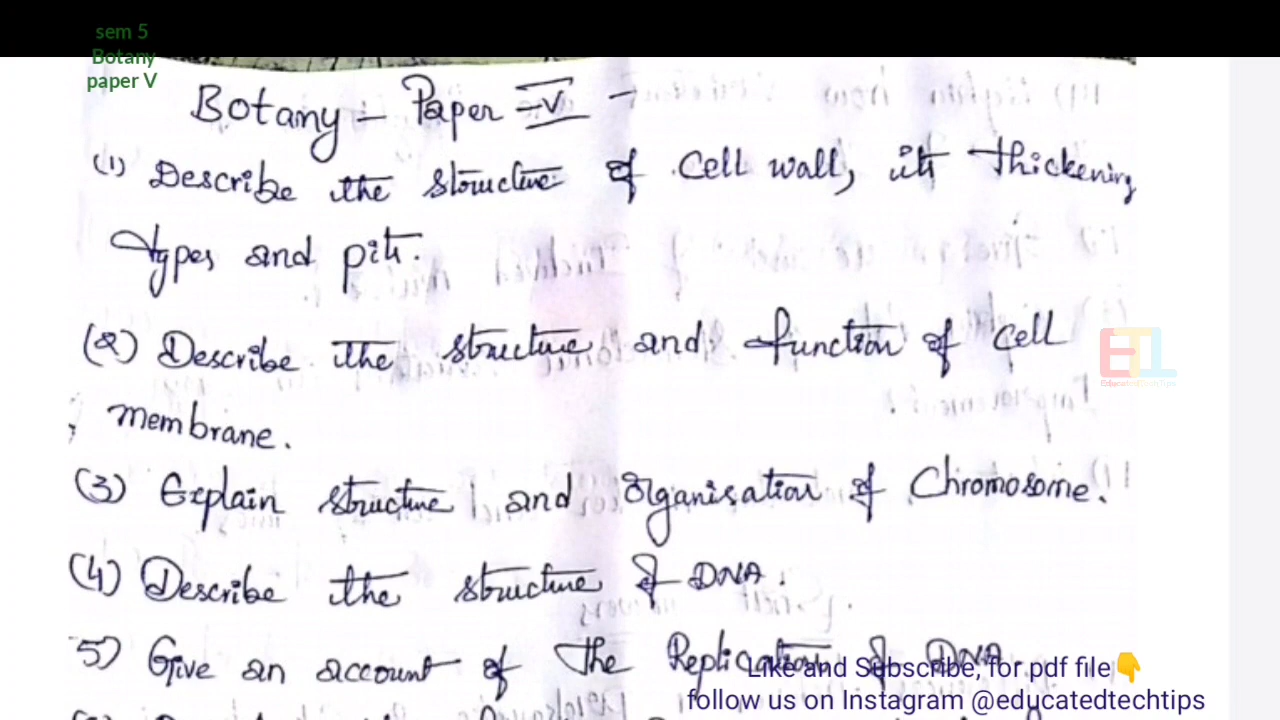 sem 5
Botany
paper V
Botany - Paper - V -
(1) Describe the structure of cell wall, its thickening
types and pits.
(2) Describe the structure and function of cell
membrane.
(3) Explain structure and organisation of Chromosome.
(4) Describe the structure of DNA.
5) Give an account of the Replication of DNA
ETL
EducatedTechTips
Like and Subscribe, for pdf file👇
follow us on Instagram @educatedtechtips